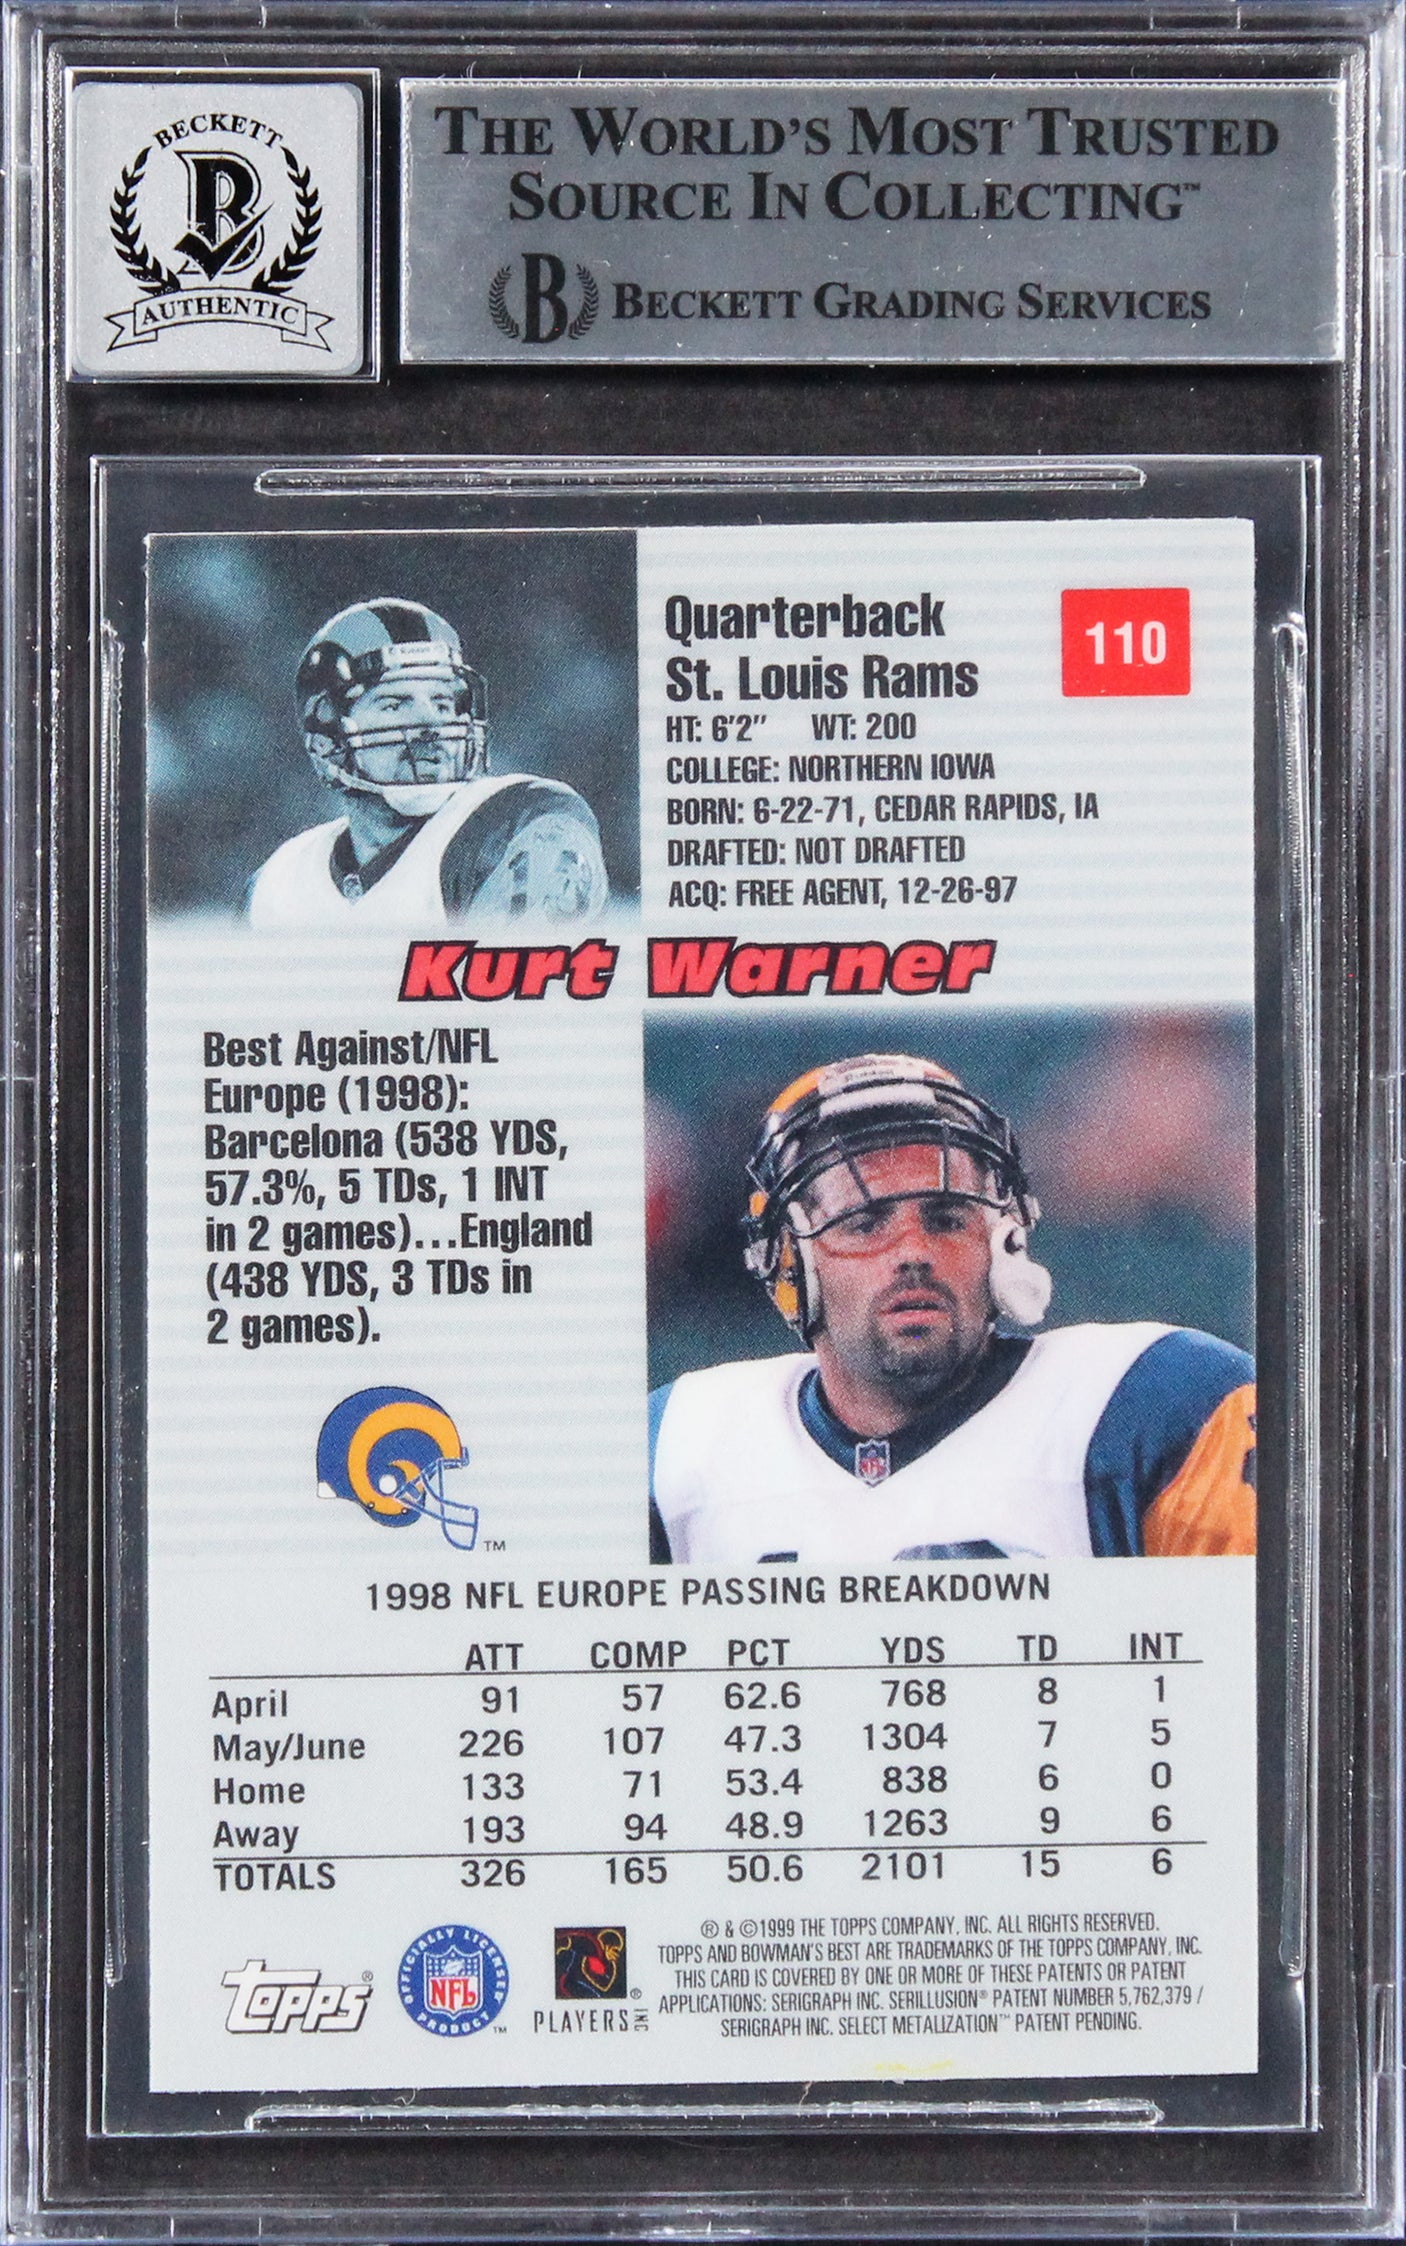 BECKETT
B
AUTHENTIC
THE WORLD'S MOST TRUSTED
SOURCE IN COLLECTING™
B BECKETT GRADING SERVICES
Quarterback
St. Louis Rams
110
HT: 6'2" WT: 200
COLLEGE: NORTHERN IOWA
BORN: 6-22-71, CEDAR RAPIDS, IA
DRAFTED: NOT DRAFTED
ACQ: FREE AGENT, 12-26-97
Kurt Warner
Best Against/NFL
Europe (1998):
Barcelona (538 YDS,
57.3%, 5 TDs, 1 INT
in 2 games)...England
(438 YDS, 3 TDs in
2 games).
TM
1998 NFL EUROPE PASSING BREAKDOWN
ATT COMP PCT YDS TD INT
April 91 57 62.6 768 8 1
May/June 226 107 47.3 1304 7 5
Home 133 71 53.4 838 6 0
Away 193 94 48.9 1263 9 6
TOTALS 326 165 50.6 2101 15 6
Topps®
OFFICIALLY LICENSED
NFL
PRODUCT™
PLAYERS INC®
® & ©1999 THE TOPPS COMPANY, INC. ALL RIGHTS RESERVED.
TOPPS AND BOWMAN'S BEST ARE TRADEMARKS OF THE TOPPS COMPANY, INC.
THIS CARD IS COVERED BY ONE OR MORE OF THESE PATENTS OR PATENT
APPLICATIONS: SERIGRAPH INC. SERILLUSION® PATENT NUMBER 5,762,379 /
SERIGRAPH INC. SELECT METALIZATION™ PATENT PENDING.